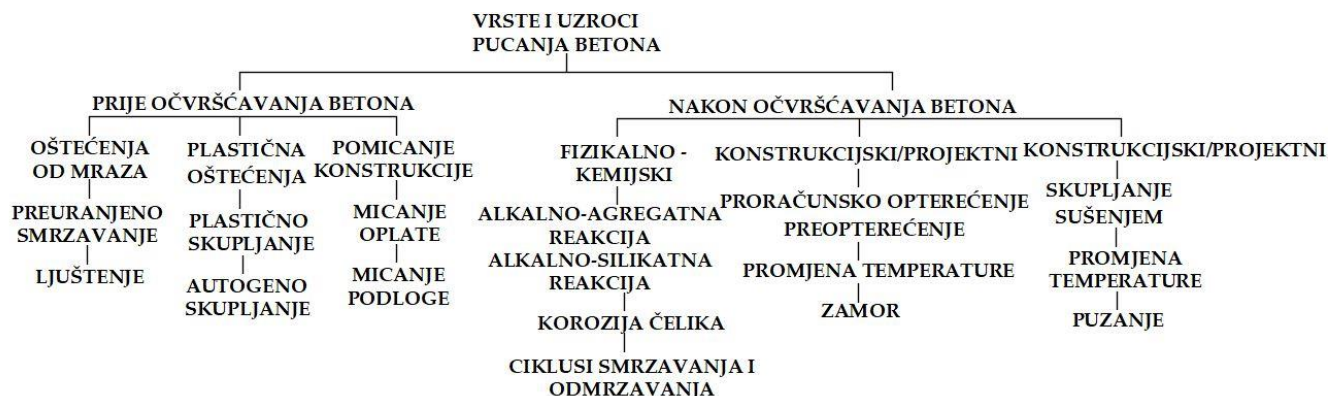 VRSTE I UZROCI
PUCANJA BETONA
PRIJE OČVRŠĆAVANJA BETONA
NAKON OČVRŠĆAVANJA BETONA
OŠTEĆENJA
OD MRAZA
PREURANJENO
SMRZAVANJE
LJUŠTENJE
PLASTIČNA
OŠTEĆENJA
PLASTIČNO
SKUPLJANJE
AUTOGENO
SKUPLJANJE
POMICANJE
KONSTRUKCIJE
MICANJE
OPLATE
MICANJE
PODLOGE
FIZIKALNO -
KEMIJSKI
ALKALNO-AGREGATNA
REAKCIJA
ALKALNO-SILIKATNA
REAKCIJA
KOROZIJA ČELIKA
CIKLUSI SMRZAVANJA I
ODMRZAVANJA
KONSTRUKCIJSKI/PROJEKTNI
PRORAČUNSKO OPTEREĆENJE
PREOPTEREĆENJE
PROMJENA TEMPERATURE
ZAMOR
KONSTRUKCIJSKI/PROJEKTNI
SKUPLJANJE
SUŠENJEM
PROMJENA
TEMPERATURE
PUZANJE